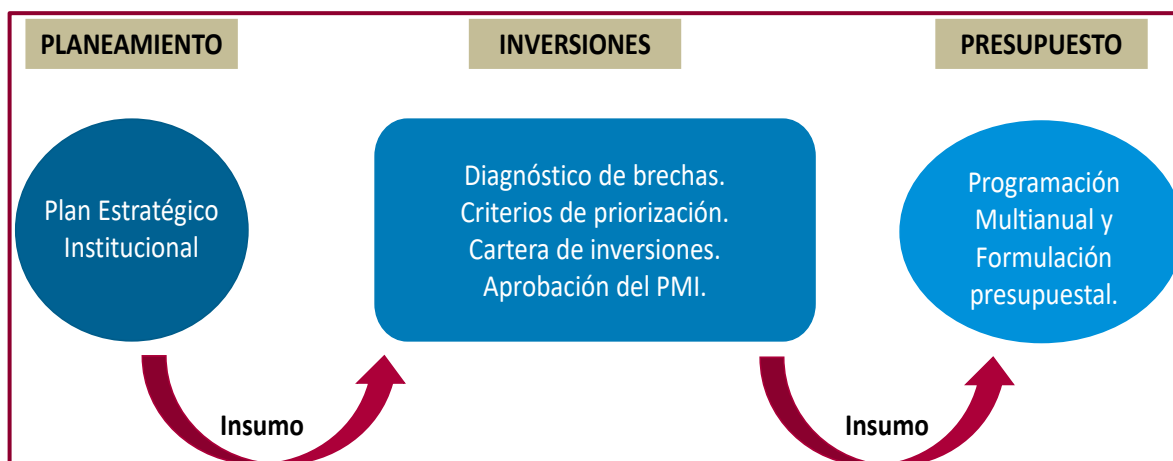 PLANEAMIENTO
INVERSIONES
PRESUPUESTO
Plan Estratégico
Institucional
Diagnóstico de brechas.
Criterios de priorización.
Cartera de inversiones.
Aprobación del PMI.
Programación
Multianual y
Formulación
presupuestal.
Insumo
Insumo